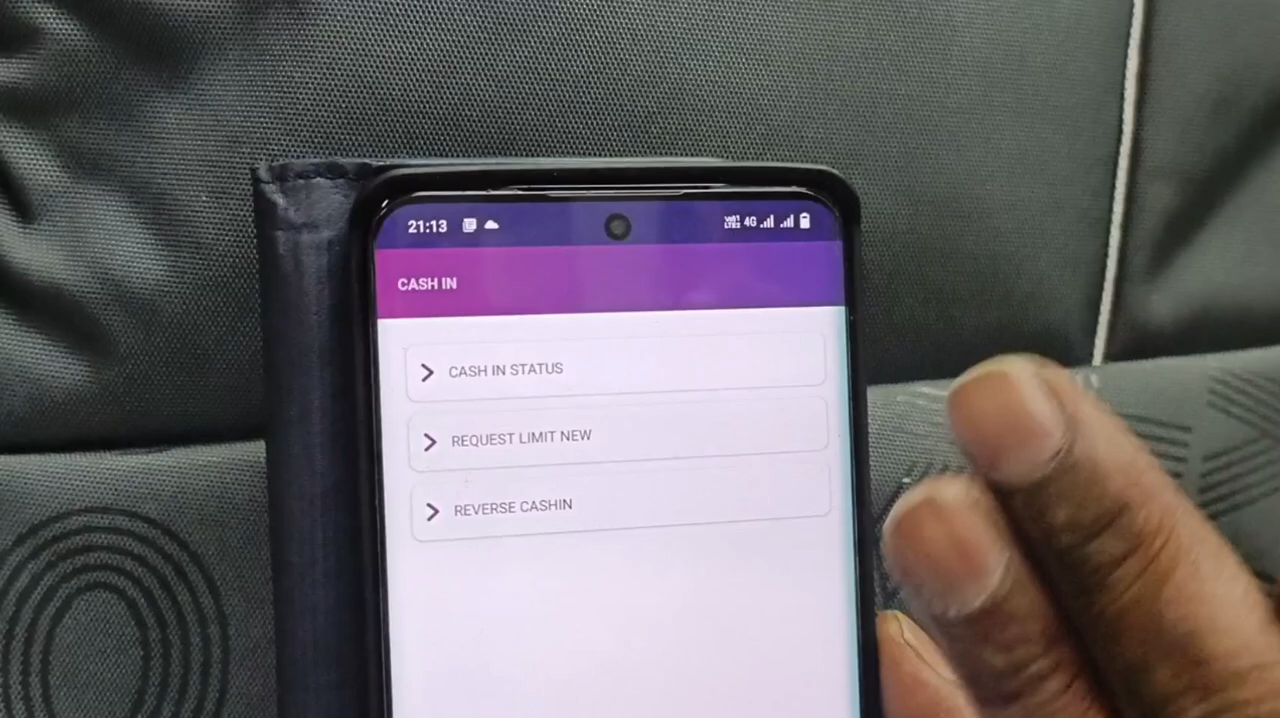 21:13
4G
CASH IN
CASH IN STATUS
REQUEST LIMIT NEW
REVERSE CASHIN